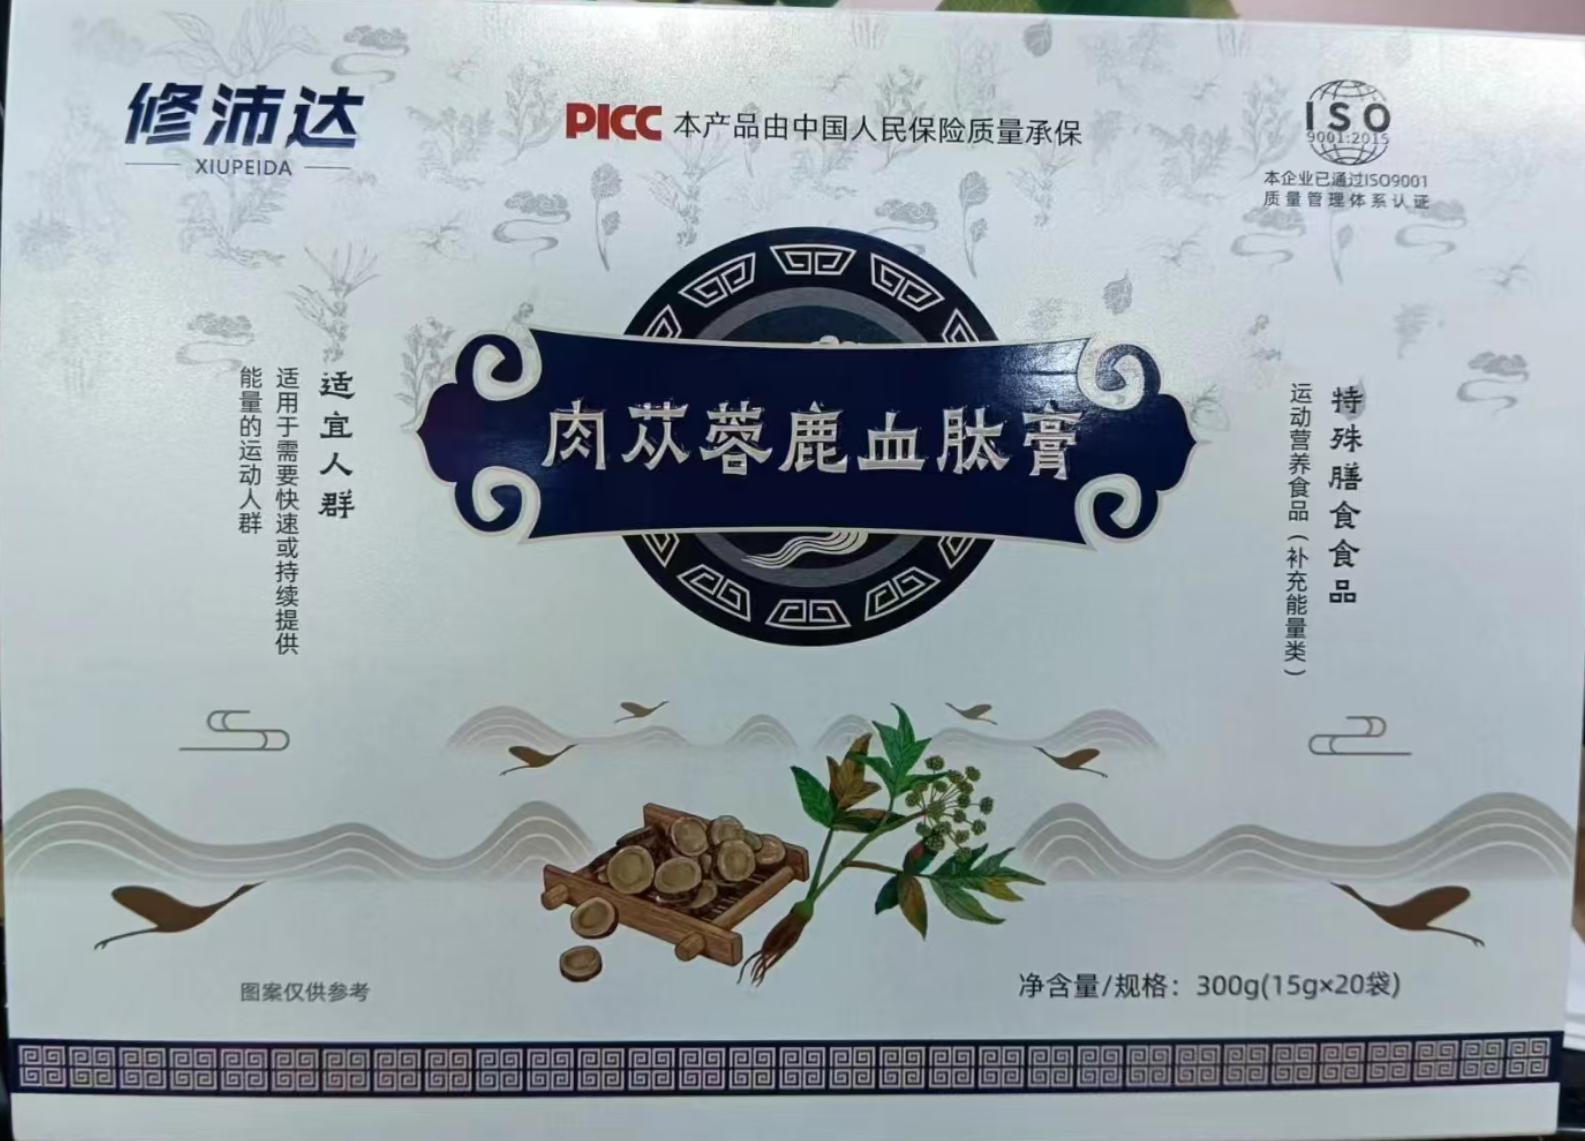 修沛达
XIUPEIDA
PICC 本产品由中国人民保险质量承保
ISO
9001:2015
本企业已通过ISO9001
质量管理体系认证
肉苁蓉鹿血肽膏
适宜人群
适用于需要快速或持续提供
能量的运动人群
特殊膳食食品
运动营养食品(补充能量类)
图案仅供参考
净含量/规格：300g(15g×20袋)